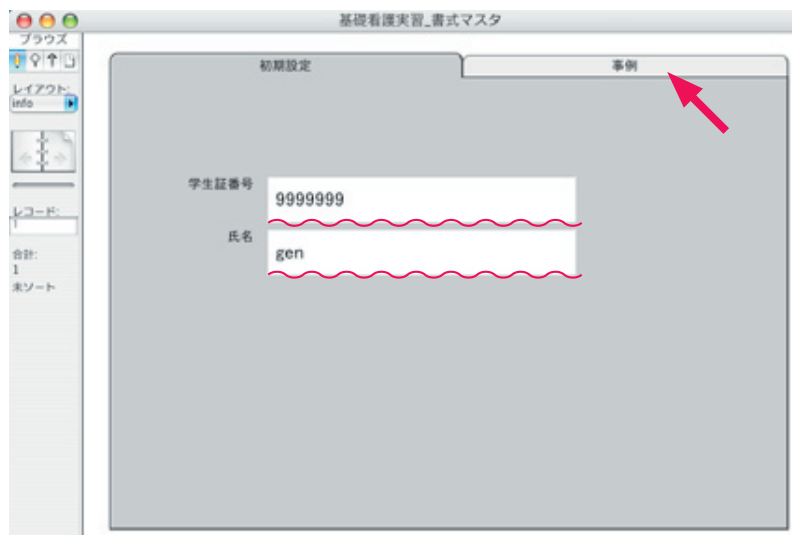 基礎看護実習_書式マスタ
ブラウズ
レイアウト:
info
レコード:
1
合計:
1
未ソート
初期設定
事例
学生証番号
9999999
氏名
gen